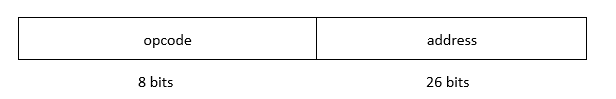 opcode address
8 bits 26 bits